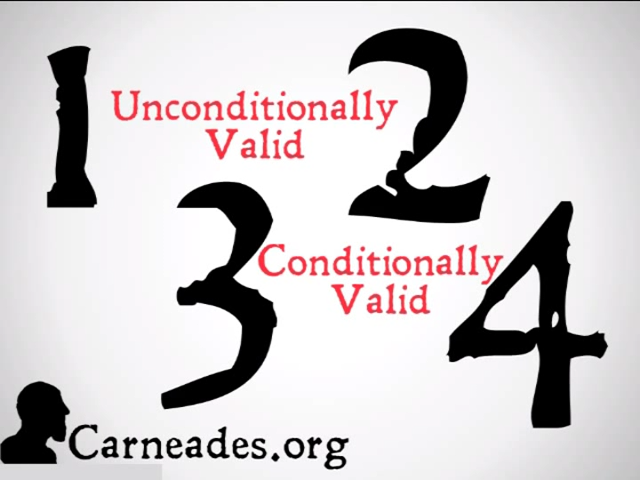 1 2
Unconditionally
Valid
3 4
Conditionally
Valid
Carneades.org